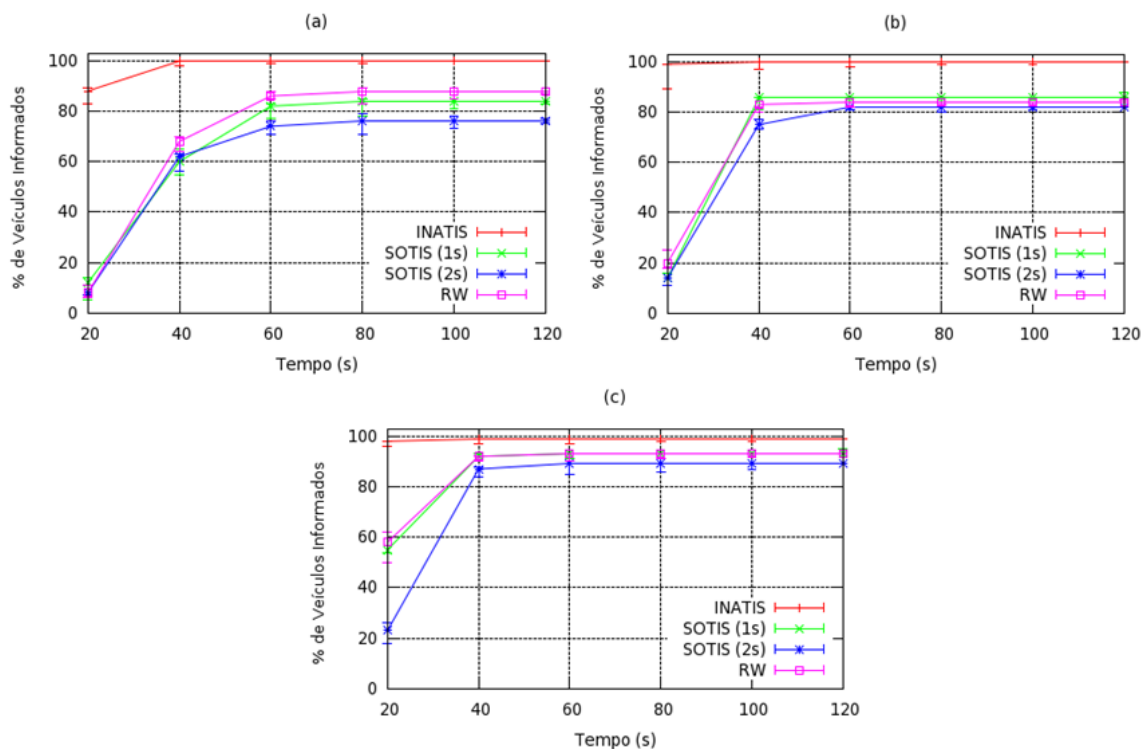 (a)
% de Veículos Informados
100
80
60
40
20
0
INATIS
SOTIS (1s)
SOTIS (2s)
RW
20 40 60 80 100 120
Tempo (s)
(b)
% de Veículos Informados
100
80
60
40
20
0
INATIS
SOTIS (1s)
SOTIS (2s)
RW
20 40 60 80 100 120
Tempo (s)
(c)
% de Veículos Informados
100
80
60
40
20
0
INATIS
SOTIS (1s)
SOTIS (2s)
RW
20 40 60 80 100 120
Tempo (s)